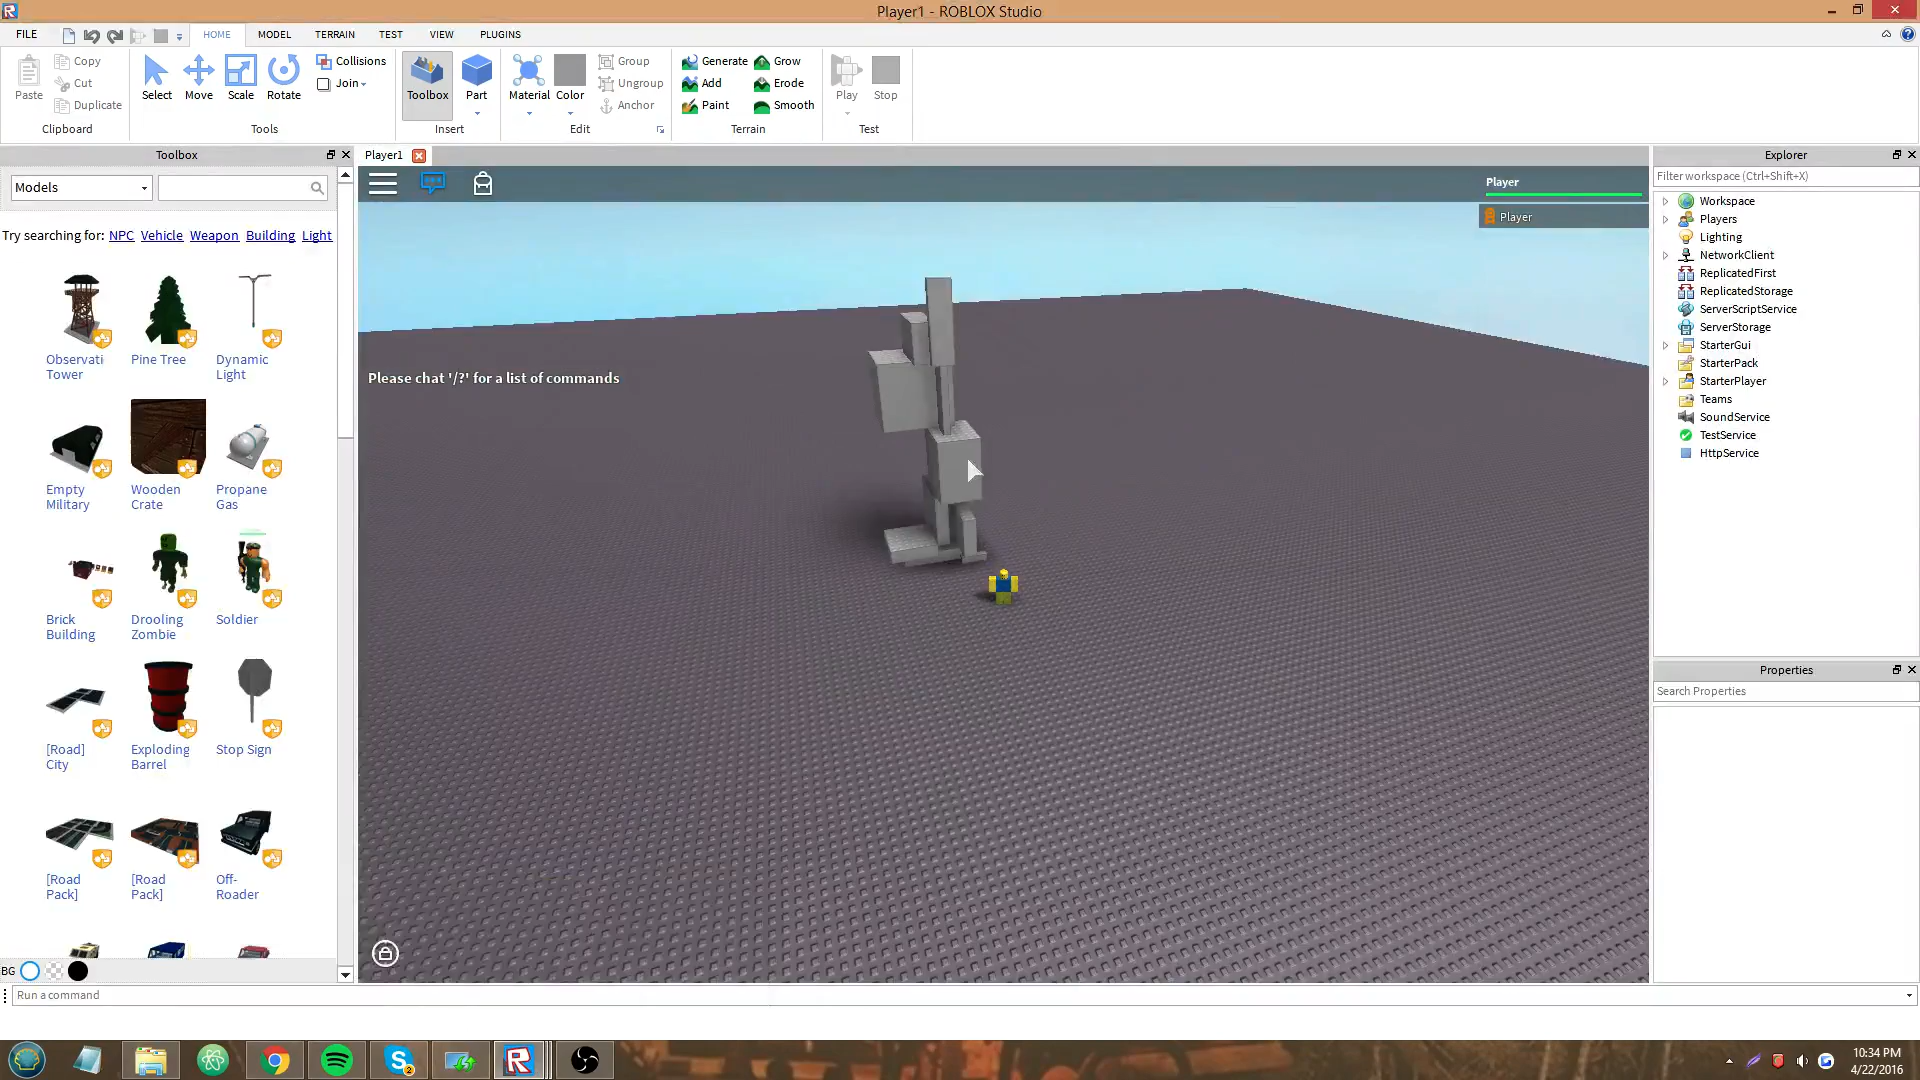 Player1 - ROBLOX Studio
FILE HOME MODEL TERRAIN TEST VIEW PLUGINS
Paste Copy Cut Duplicate
Select Move Scale Rotate Collisions Join
Toolbox Part Material Color Group Ungroup Anchor
Generate Grow Add Erode Paint Smooth
Play Stop
Clipboard Tools Insert Edit Terrain Test
Toolbox
Models
Try searching for: NPC Vehicle Weapon Building Light
Observati
Tower
Pine Tree
Dynamic
Light
Empty
Military
Wooden
Crate
Propane
Gas
Brick
Building
Drooling
Zombie
Soldier
[Road]
City
Exploding
Barrel
Stop Sign
[Road
Pack]
[Road
Pack]
Off-
Roader
BG
Player1
Player
Player
Please chat '/?' for a list of commands
Explorer
Filter workspace (Ctrl+Shift+X)
Workspace
Players
Lighting
NetworkClient
ReplicatedFirst
ReplicatedStorage
ServerScriptService
ServerStorage
StarterGui
StarterPack
StarterPlayer
Teams
SoundService
TestService
HttpService
Properties
Search Properties
Run a command
10:34 PM
4/22/2016